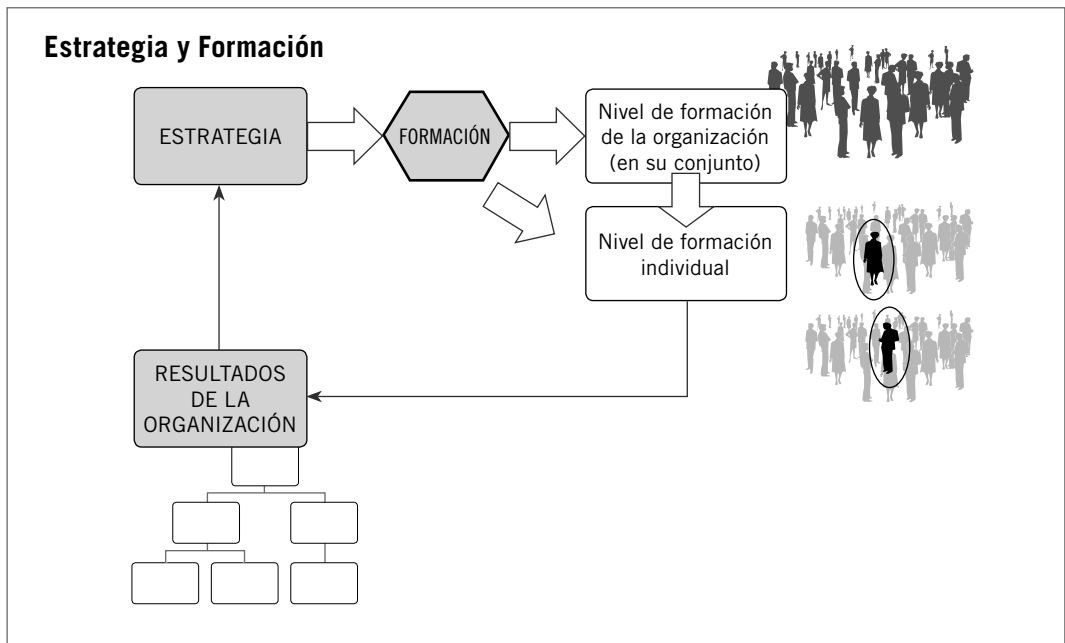 Estrategia y Formación
ESTRATEGIA
FORMACIÓN
Nivel de formación
de la organización
(en su conjunto)
Nivel de formación
individual
RESULTADOS
DE LA
ORGANIZACIÓN